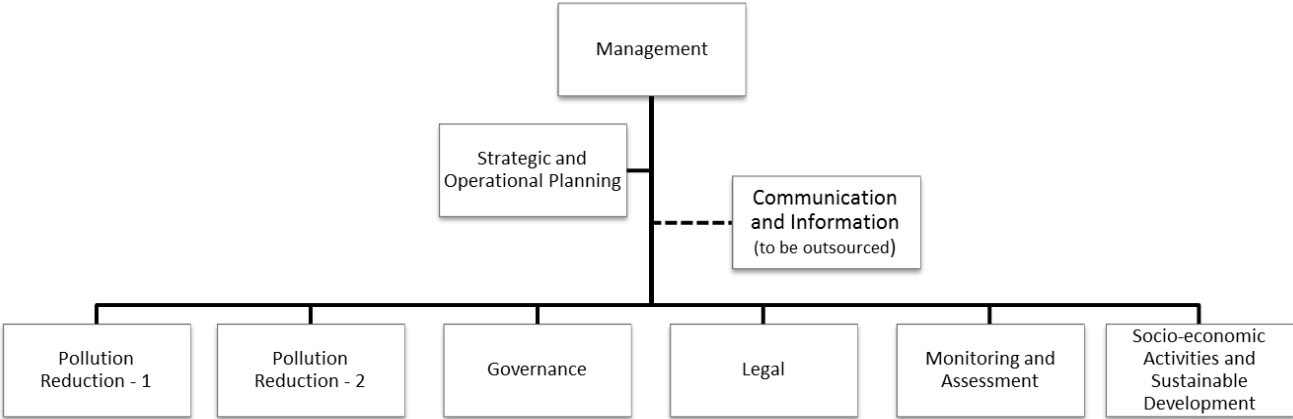 Management
Strategic and
Operational Planning
Communication
and Information
(to be outsourced)
Pollution
Reduction - 1
Pollution
Reduction - 2
Governance
Legal
Monitoring and
Assessment
Socio-economic
Activities and
Sustainable
Development